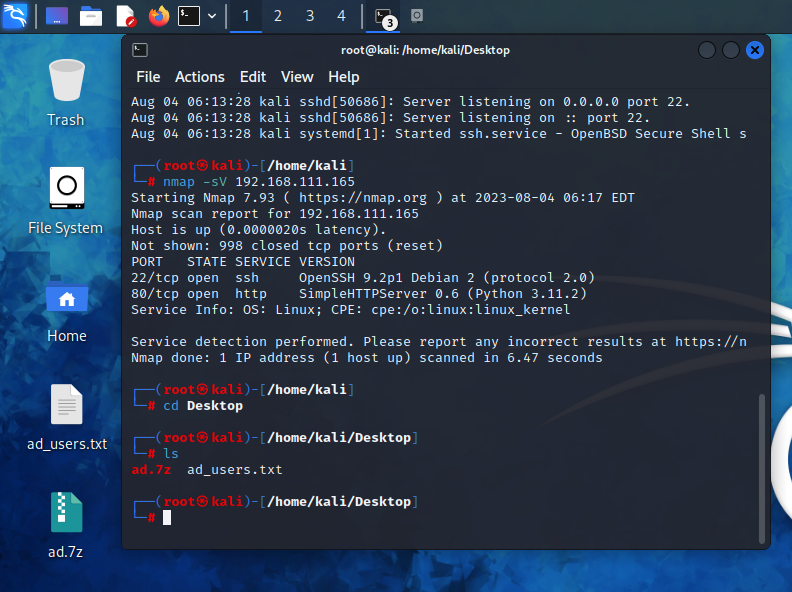 1 2 3 4 3
root@kali: /home/kali/Desktop
File Actions Edit View Help
Aug 04 06:13:28 kali sshd[50686]: Server listening on 0.0.0.0 port 22.
Aug 04 06:13:28 kali sshd[50686]: Server listening on :: port 22.
Aug 04 06:13:28 kali systemd[1]: Started ssh.service - OpenBSD Secure Shell s
┌──(root㉿kali)-[/home/kali]
└─# nmap -sV 192.168.111.165
Starting Nmap 7.93 ( https://nmap.org ) at 2023-08-04 06:17 EDT
Nmap scan report for 192.168.111.165
Host is up (0.0000020s latency).
Not shown: 998 closed tcp ports (reset)
PORT   STATE SERVICE VERSION
22/tcp open  ssh     OpenSSH 9.2p1 Debian 2 (protocol 2.0)
80/tcp open  http    SimpleHTTPServer 0.6 (Python 3.11.2)
Service Info: OS: Linux; CPE: cpe:/o:linux:linux_kernel
Service detection performed. Please report any incorrect results at https://n
Nmap done: 1 IP address (1 host up) scanned in 6.47 seconds
┌──(root㉿kali)-[/home/kali]
└─# cd Desktop
┌──(root㉿kali)-[/home/kali/Desktop]
└─# ls
ad.7z  ad_users.txt
┌──(root㉿kali)-[/home/kali/Desktop]
└─#
Trash
File System
Home
ad_users.txt
ad.7z